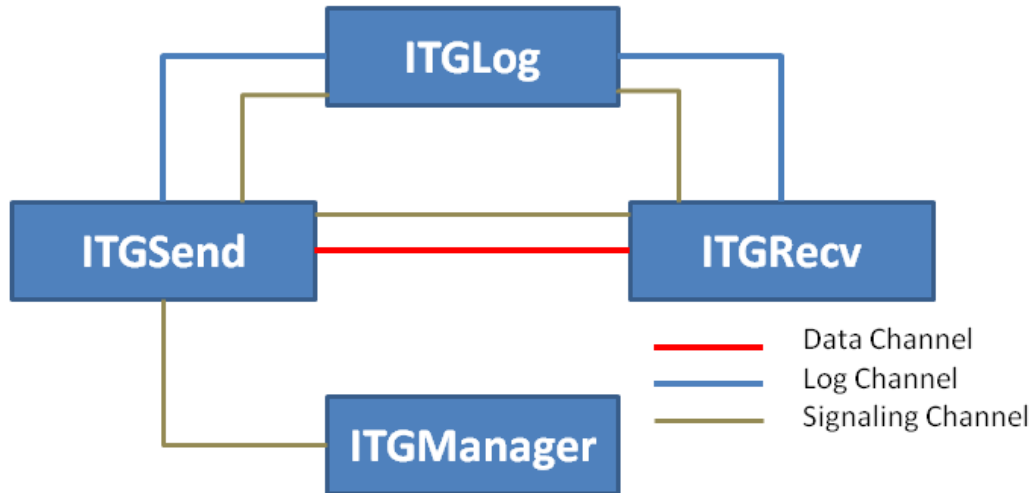 ITGLog
ITGSend
ITGRecv
Data Channel
Log Channel
Signaling Channel
ITGManager